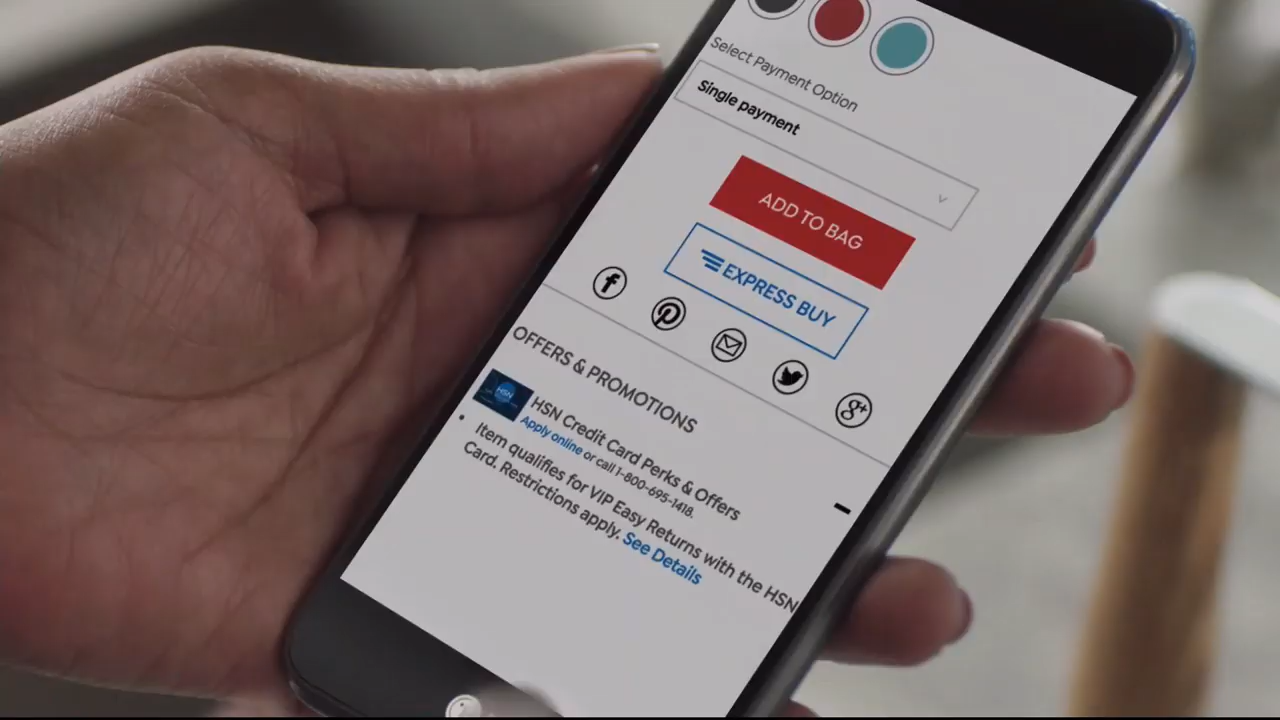 Select Payment Option
Single payment
ADD TO BAG
EXPRESS BUY
OFFERS & PROMOTIONS
HSN
HSN Credit Card Perks & Offers
Apply online or call 1-800-695-1418.
• Item qualifies for VIP Easy Returns with the HSN
Card. Restrictions apply. See Details